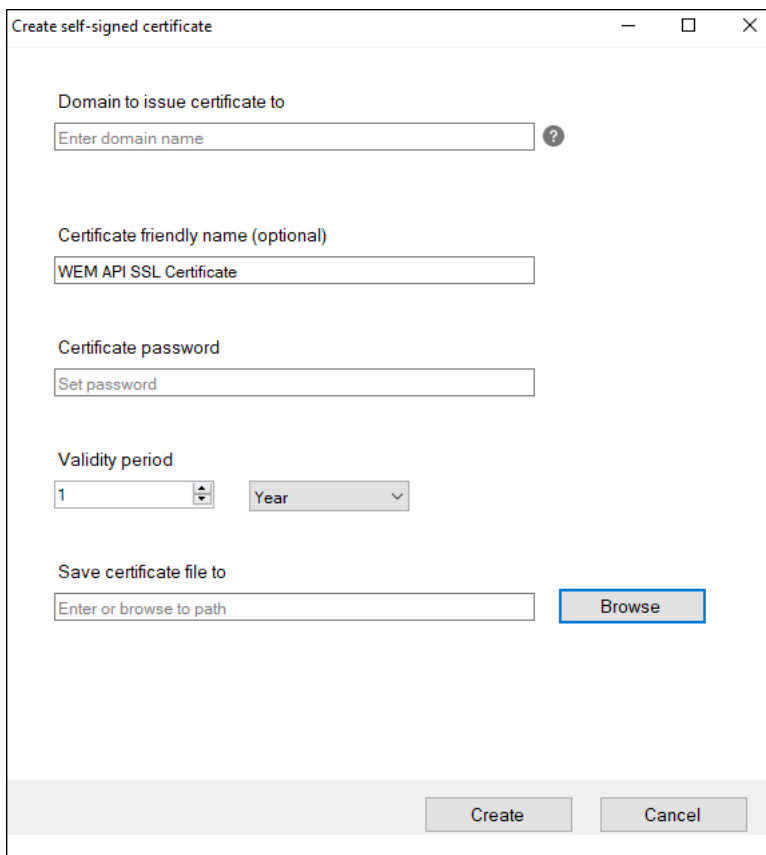 Create self-signed certificate
Domain to issue certificate to
Enter domain name
?
Certificate friendly name (optional)
WEM API SSL Certificate
Certificate password
Set password
Validity period
1 Year
Save certificate file to
Enter or browse to path Browse
Create Cancel